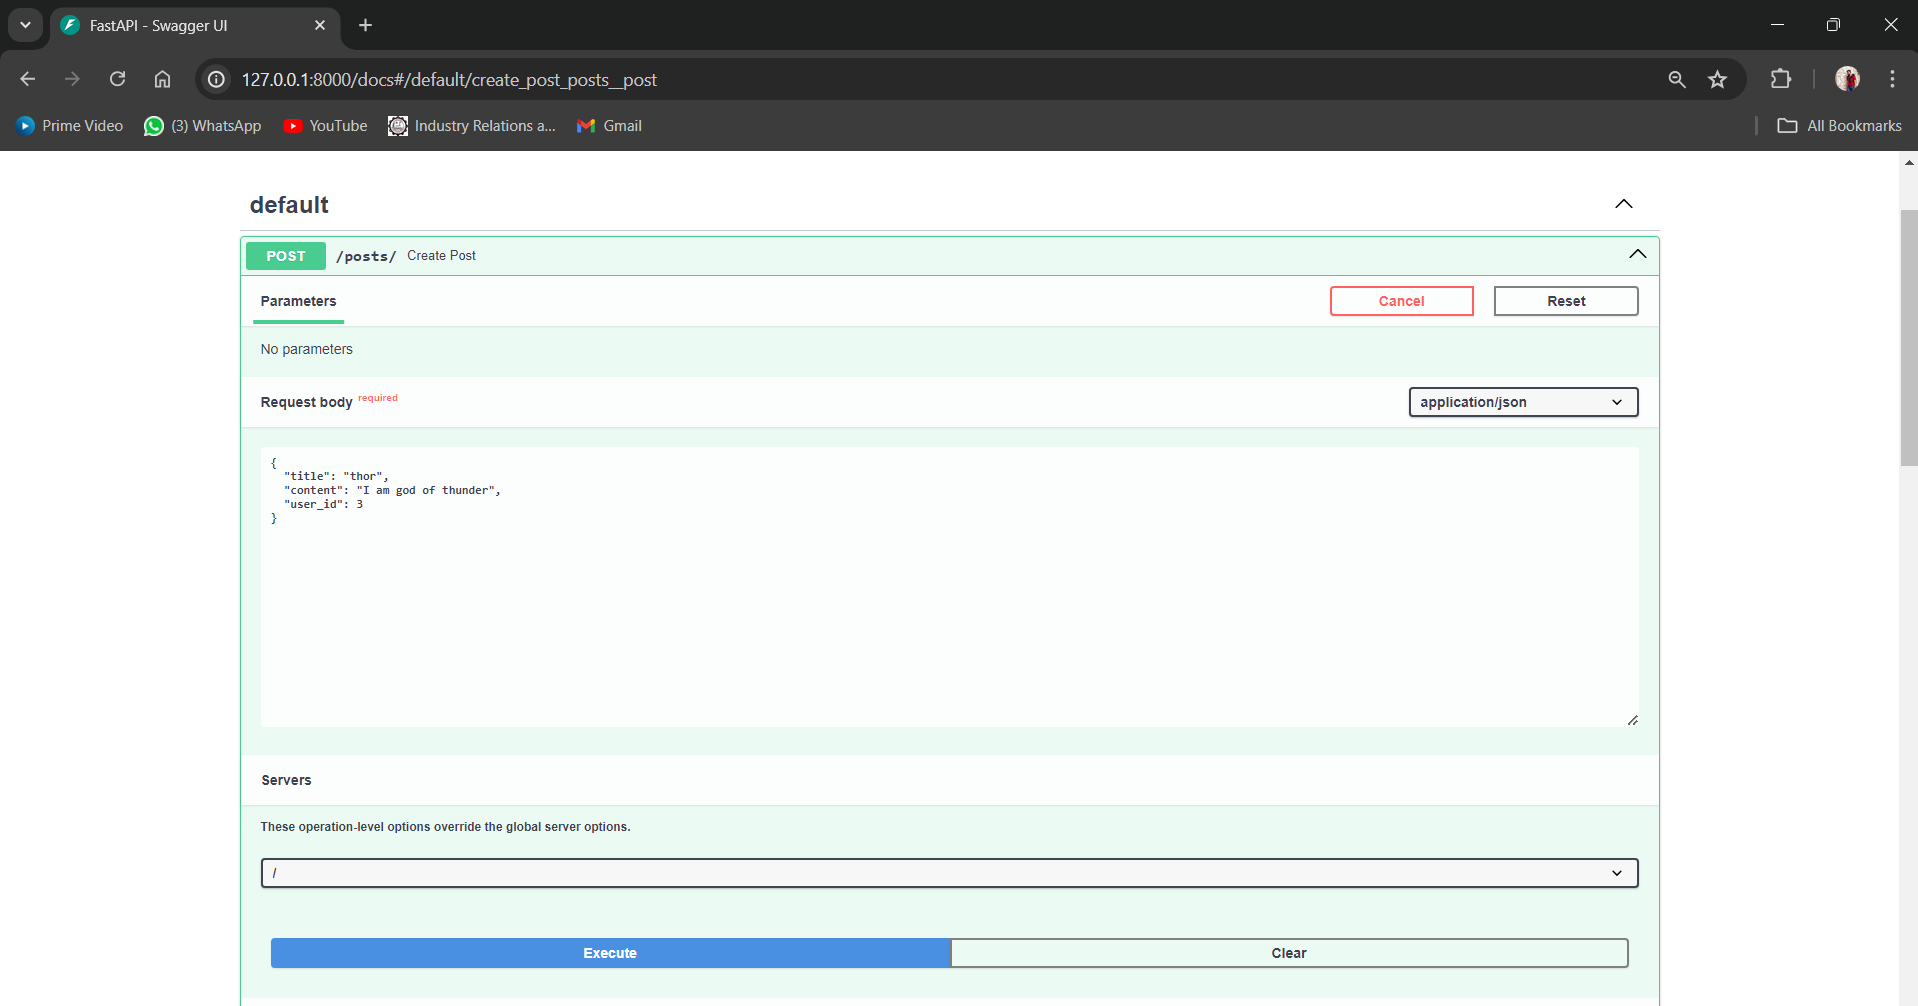 FastAPI - Swagger UI
127.0.0.1:8000/docs#/default/create_post_posts__post
Prime Video (3) WhatsApp YouTube Industry Relations a... Gmail All Bookmarks
default
POST /posts/ Create Post
Parameters Cancel Reset
No parameters
Request body required application/json
{
"title": "thor",
"content": "I am god of thunder",
"user_id": 3
}
Servers
These operation-level options override the global server options.
/
Execute Clear